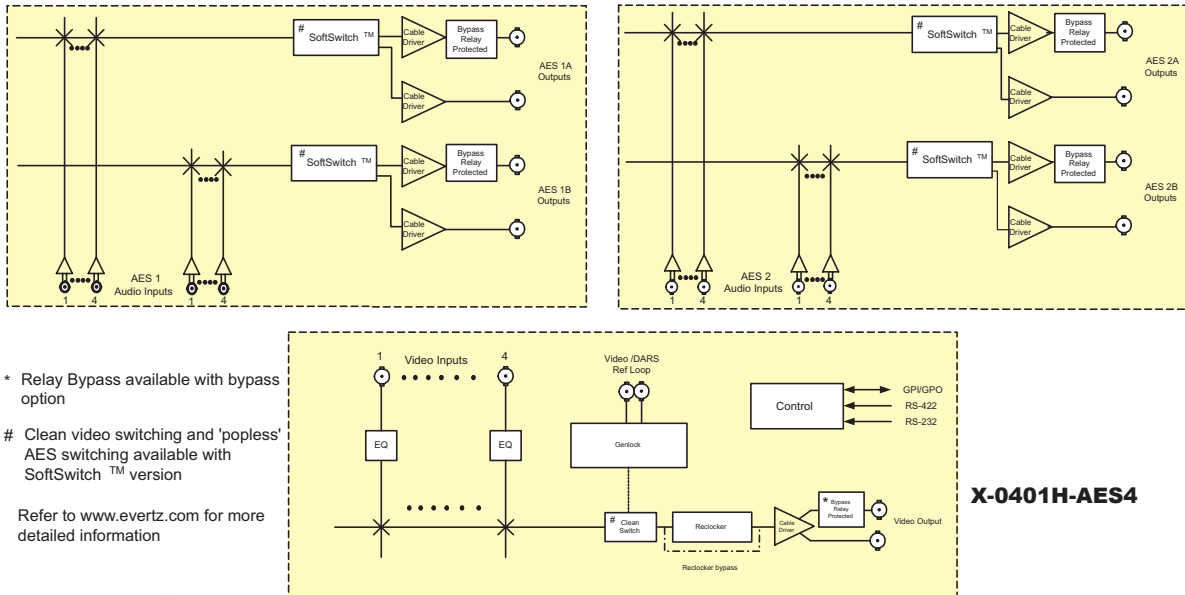 #
SoftSwitch TM
Cable
Driver
Bypass
Relay
Protected
AES 1A
Outputs
Cable
Driver
#
SoftSwitch TM
Cable
Driver
Bypass
Relay
Protected
AES 1B
Outputs
Cable
Driver
AES 1
Audio Inputs
1
4
1
4
#
SoftSwitch TM
Cable
Driver
Bypass
Relay
Protected
AES 2A
Outputs
Cable
Driver
#
SoftSwitch TM
Cable
Driver
Bypass
Relay
Protected
AES 2B
Outputs
Cable
Driver
AES 2
Audio Inputs
1
4
1
4
* Relay Bypass available with bypass
option
# Clean video switching and 'popless'
AES switching available with
SoftSwitch TM version
Refer to www.evertz.com for more
detailed information
1
Video Inputs
4
EQ
EQ
Video /DARS
Ref Loop
Genlock
Control
GPI/GPO
RS-422
RS-232
# Clean
Switch
Reclocker
Reclocker bypass
Cable
Driver
* Bypass
Relay
Protected
Video Output
X-0401H-AES4